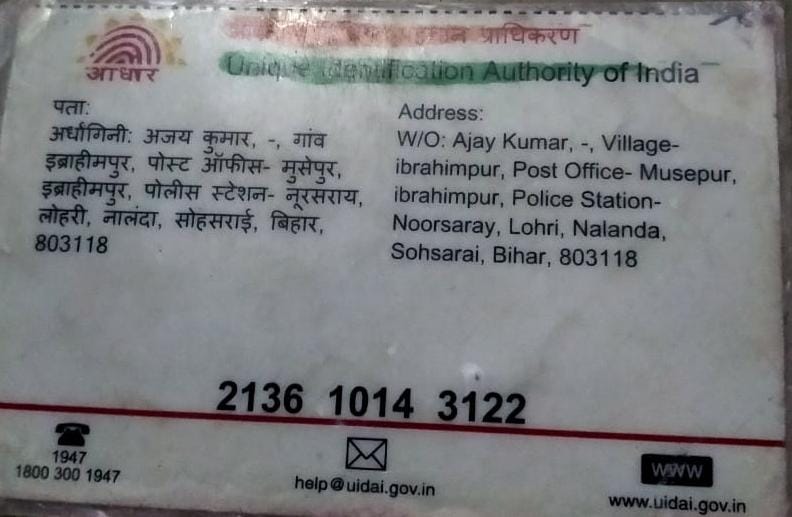 आधार
प्राधिकरण
Unique Identification Authority of India
पता:
अर्धांगिनी: अजय कुमार, -, गांव
इब्राहीमपुर, पोस्ट ऑफीस- मुसेपुर,
इब्राहीमपुर, पोलीस स्टेशन- नूरसराय,
लोहरी, नालंदा, सोहसराई, बिहार,
803118
Address:
W/O: Ajay Kumar, -, Village-
ibrahimpur, Post Office- Musepur,
ibrahimpur, Police Station-
Noorsaray, Lohri, Nalanda,
Sohsarai, Bihar, 803118
2136 1014 3122
1947
1800 300 1947
help@uidai.gov.in
www
www.uidai.gov.in